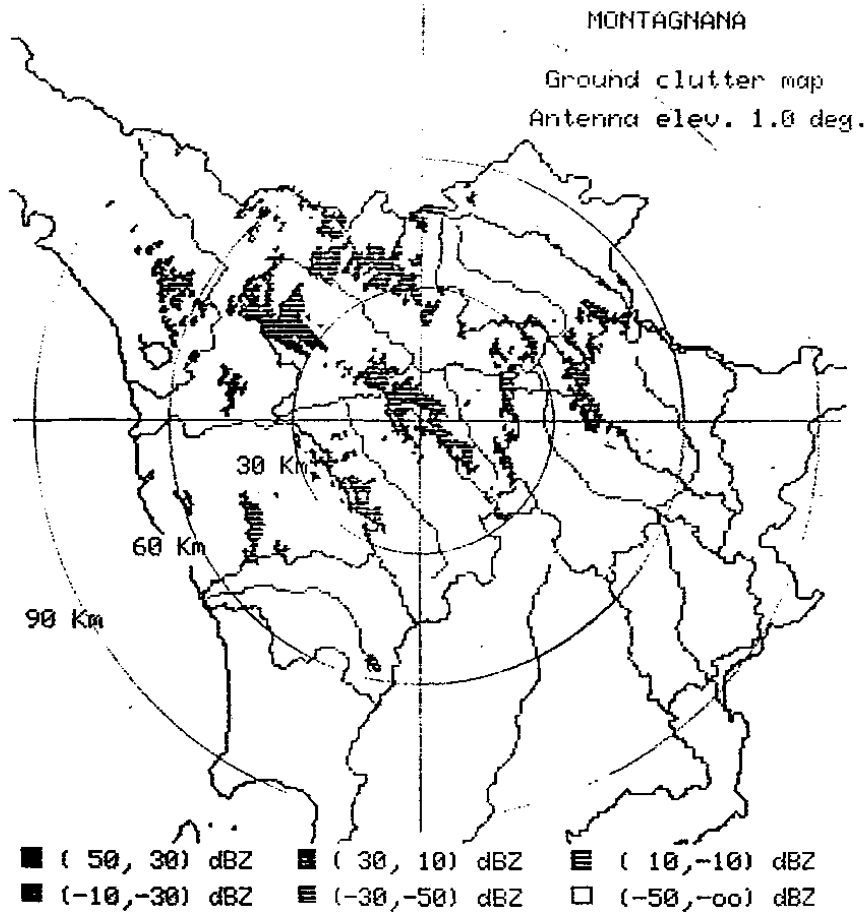 MONTAGNANA
Ground clutter map
Antenna elev. 1.0 deg.
30 Km
60 Km
90 Km
( 50, 30) dBZ
( 30, 10) dBZ
( 10,-10) dBZ
(-10,-30) dBZ
(-30,-50) dBZ
(-50,-oo) dBZ